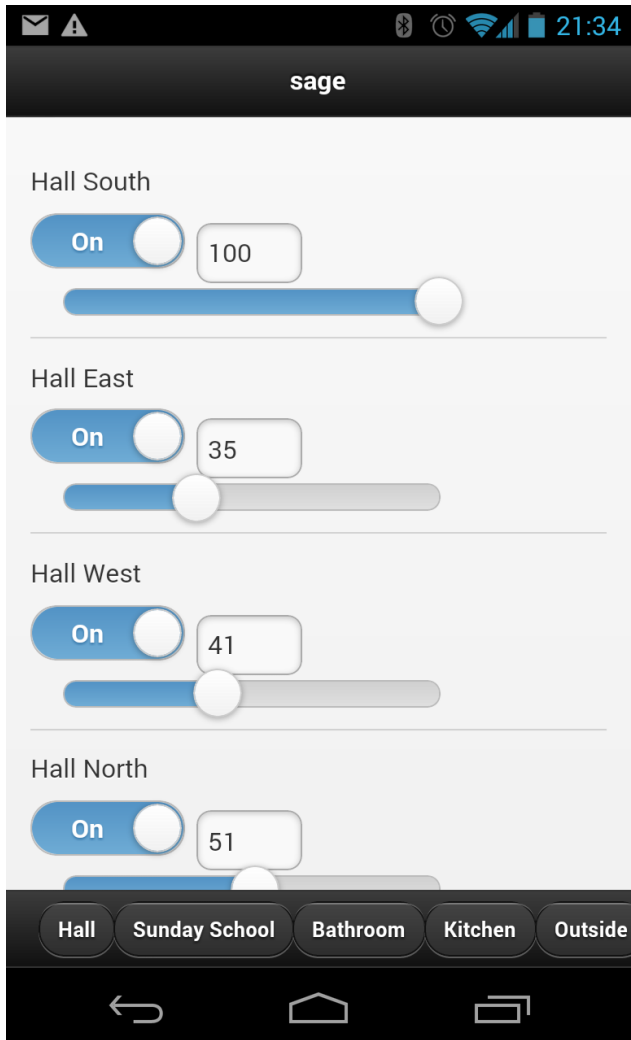 21:34
sage
Hall South
On
100
Hall East
On
35
Hall West
On
41
Hall North
On
51
Hall Sunday School Bathroom Kitchen Outside